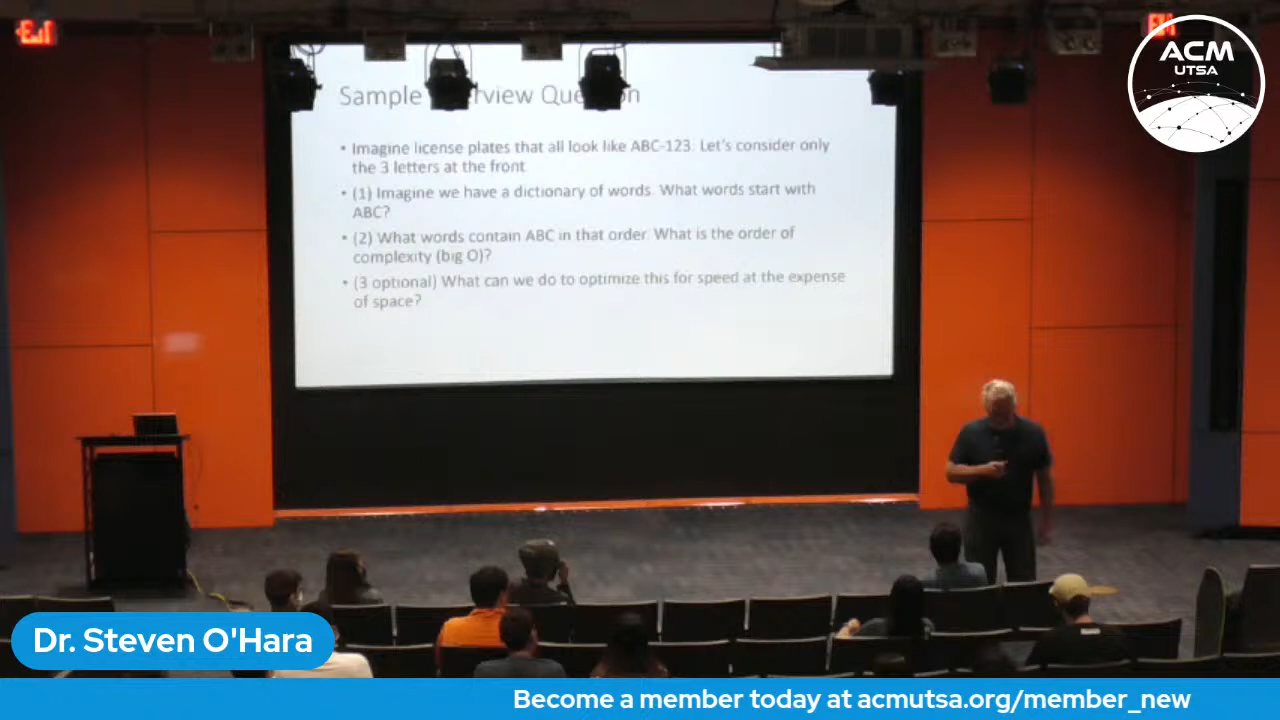 EXIT
ACM
UTSA
Sample
Imagine license plates that all look like ABC-123. Let's consider only
the 3 letters at the front
(1) Imagine we have a dictionary of words. What words start with
ABC?
(2) What words contain ABC in that order. What is the order of
complexity (big O)?
(3 optional) What can we do to optimize this for speed at the expense
of space?
Dr. Steven O'Hara
Become a member today at acmutsa.org/member_new